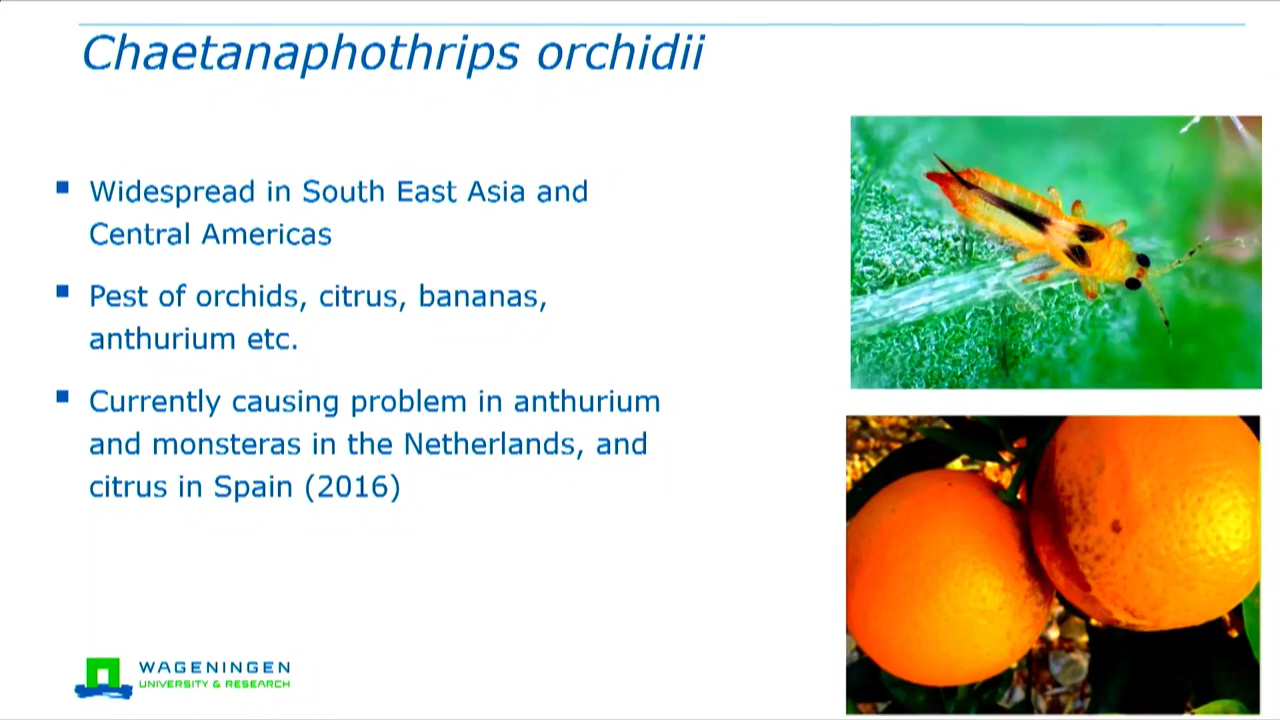 Chaetanaphothrips orchidii
Widespread in South East Asia and
Central Americas
Pest of orchids, citrus, bananas,
anthurium etc.
Currently causing problem in anthurium
and monsteras in the Netherlands, and
citrus in Spain (2016)
WAGENINGEN
UNIVERSITY & RESEARCH